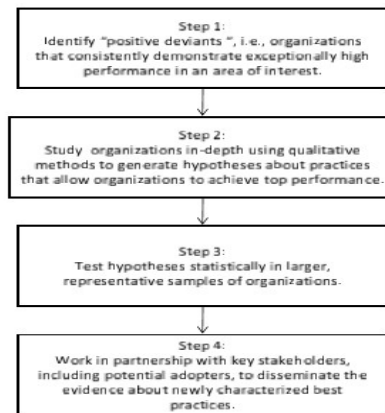 Step 1:
Identify "positive deviants ", i.e., organizations
that consistently demonstrate exceptionally high
performance in an area of interest.
Step 2:
Study organizations in-depth using qualitative
methods to generate hypotheses about practices
that allow organizations to achieve top performance.
Step 3:
Test hypotheses statistically in larger,
representative samples of organizations.
Step 4:
Work in partnership with key stakeholders,
including potential adopters, to disseminate the
evidence about newly characterized best
practices.